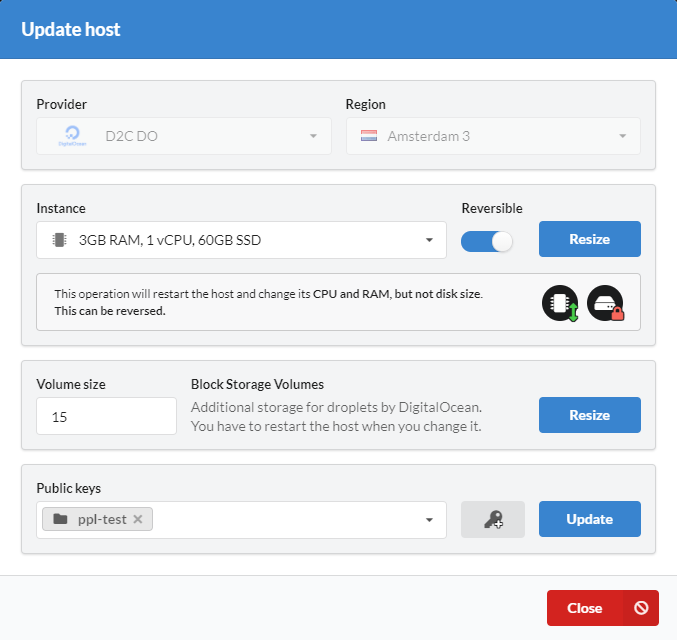 Update host
Provider
Region
DigitalOcean
D2C DO
Amsterdam 3
Instance
Reversible
3GB RAM, 1 vCPU, 60GB SSD
Resize
This operation will restart the host and change its CPU and RAM, but not disk size.
This can be reversed.
Volume size
Block Storage Volumes
15
Additional storage for droplets by DigitalOcean.
You have to restart the host when you change it.
Resize
Public keys
ppl-test
Update
Close